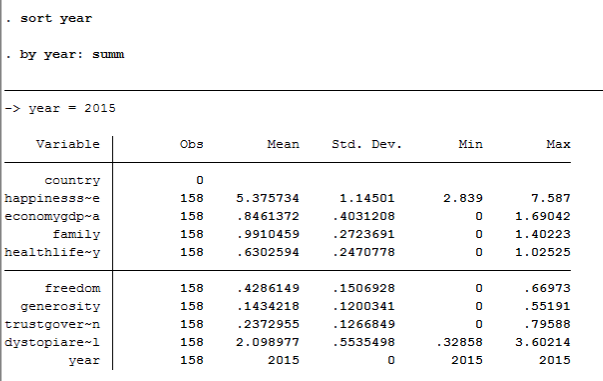 . sort year
. by year: summ
-> year = 2015
Variable Obs Mean Std. Dev. Min Max
country 0
happinesss~e 158 5.375734 1.14501 2.839 7.587
economygdp~a 158 .8461372 .4031208 0 1.69042
family 158 .9910459 .2723691 0 1.40223
healthlife~y 158 .6302594 .2470778 0 1.02525
freedom 158 .4286149 .1506928 0 .66973
generosity 158 .1434218 .1200341 0 .55191
trustgover~n 158 .2372955 .1266849 0 .79588
dystopiare~l 158 2.098977 .5535498 .32858 3.60214
year 158 2015 0 2015 2015